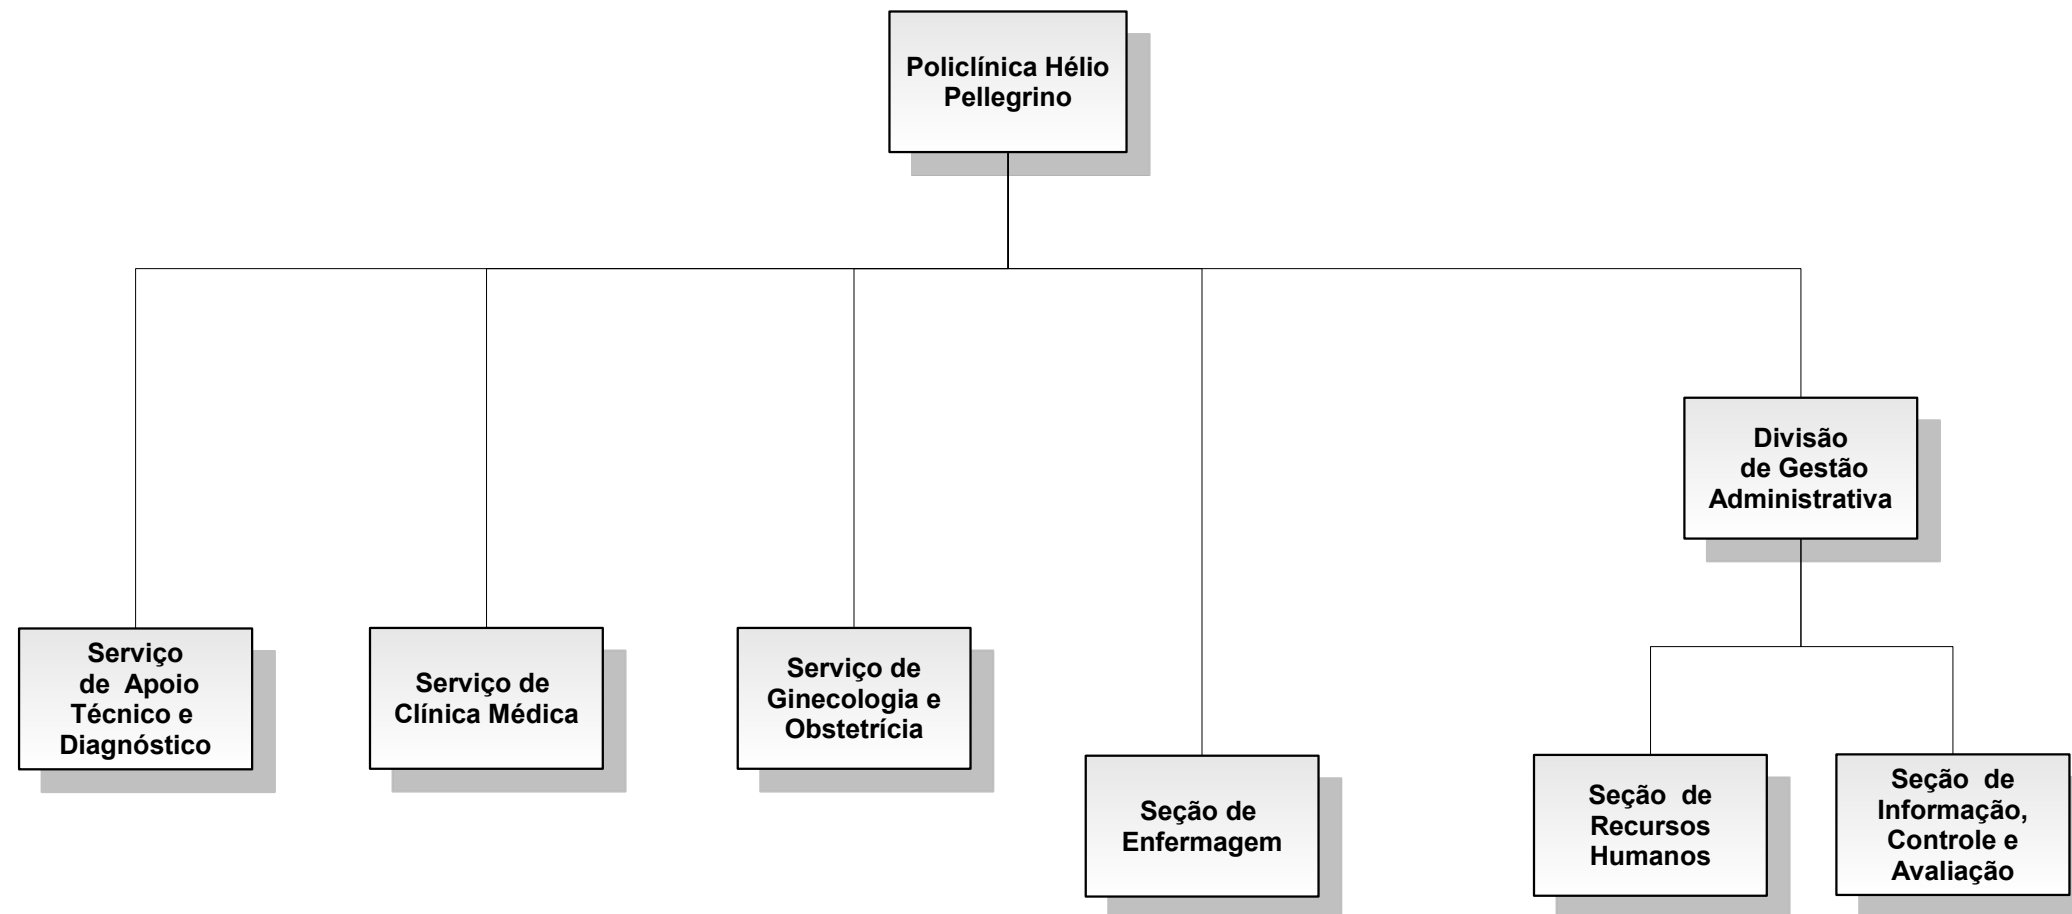 Policlínica Hélio
Pellegrino
Divisão
de Gestão
Administrativa
Serviço
de Apoio
Técnico e
Diagnóstico
Serviço de
Clínica Médica
Serviço de
Ginecologia e
Obstetrícia
Seção de
Enfermagem
Seção de
Recursos
Humanos
Seção de
Informação,
Controle e
Avaliação